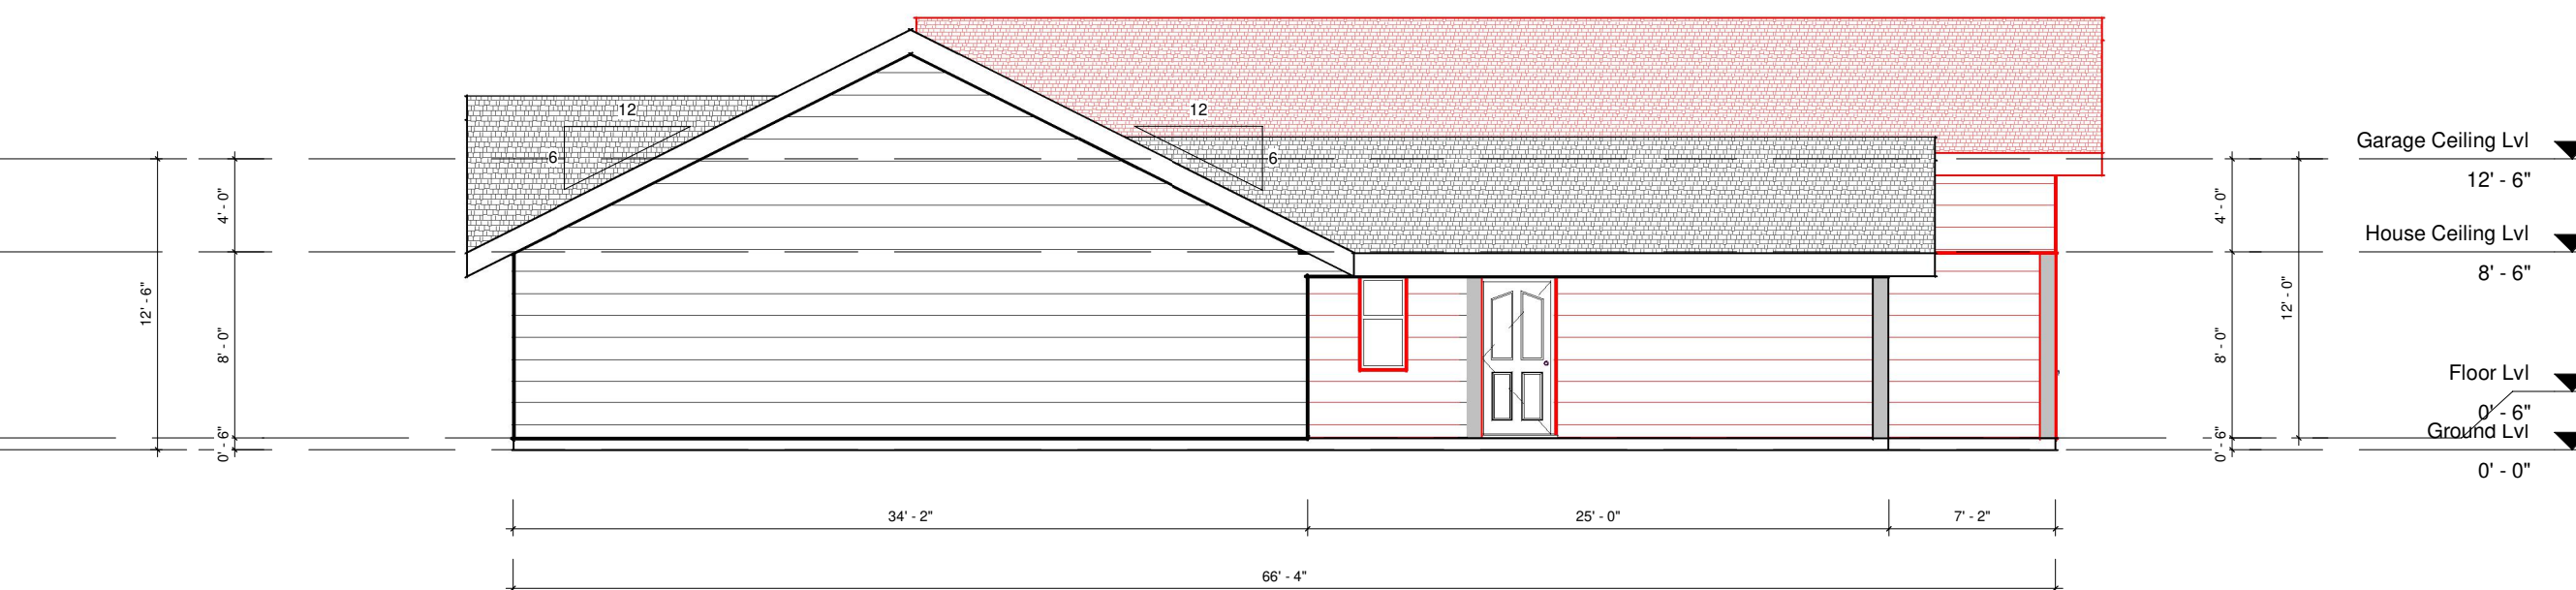 12
12
6
6
Garage Ceiling Lvl
12' - 6"
4' - 0"
4' - 0"
House Ceiling Lvl
8' - 6"
12' - 6"
8' - 0"
8' - 0"
12' - 0"
Floor Lvl
0' - 6"
0' - 6"
0' - 6"
Ground Lvl
0' - 0"
34' - 2"
25' - 0"
7' - 2"
66' - 4"